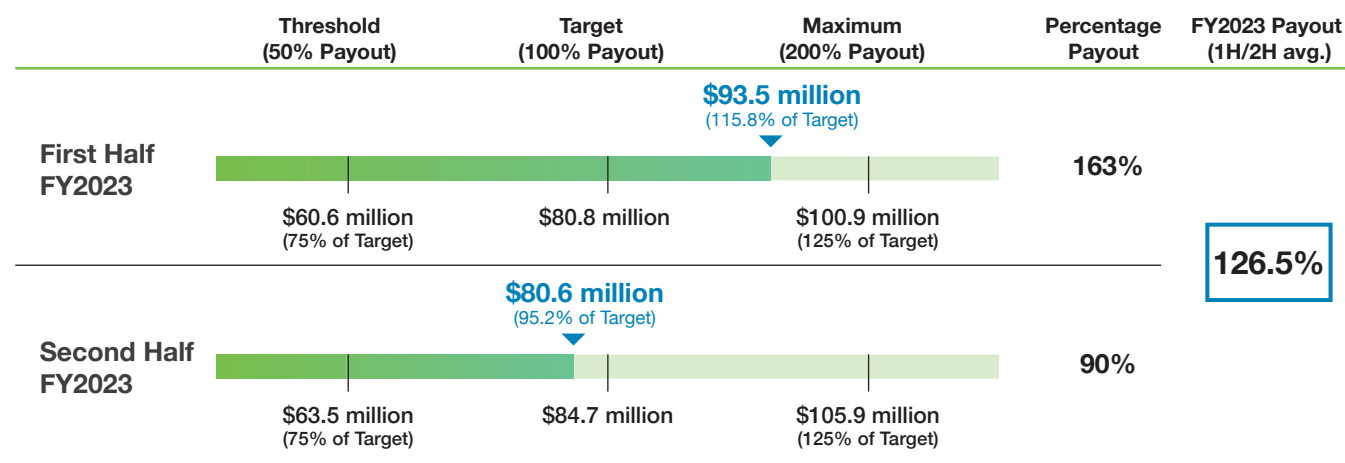 Threshold
(50% Payout)
Target
(100% Payout)
Maximum
(200% Payout)
Percentage
Payout
FY2023 Payout
(1H/2H avg.)
$93.5 million
(115.8% of Target)
First Half
FY2023
163%
$60.6 million
(75% of Target)
$80.8 million
$100.9 million
(125% of Target)
126.5%
$80.6 million
(95.2% of Target)
Second Half
FY2023
90%
$63.5 million
(75% of Target)
$84.7 million
$105.9 million
(125% of Target)